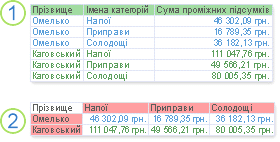 1
Прізвище Імена категорій Сума проміжних підсумків
Омелько Напої 46 302,09 грн.
Омелько Приправи 16 789,35 грн.
Омелько Солодощі 36 182,13 грн.
Каговський Напої 111 047,76 грн.
Каговський Приправи 49 566,21 грн.
Каговський Солодощі 80 005,35 грн.
2
Прізвище Напої Приправи Солодощі
Омелько 46 302,09 грн. 16 789,35 грн. 36 182,13 грн.
Каговський 111 047,76 грн. 49 566,21 грн. 80 005,35 грн.